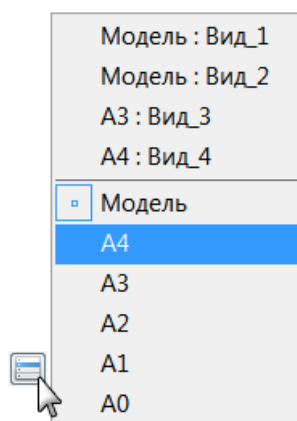 Модель : Вид_1
Модель : Вид_2
А3 : Вид_3
А4 : Вид_4
Модель
А4
А3
А2
А1
А0